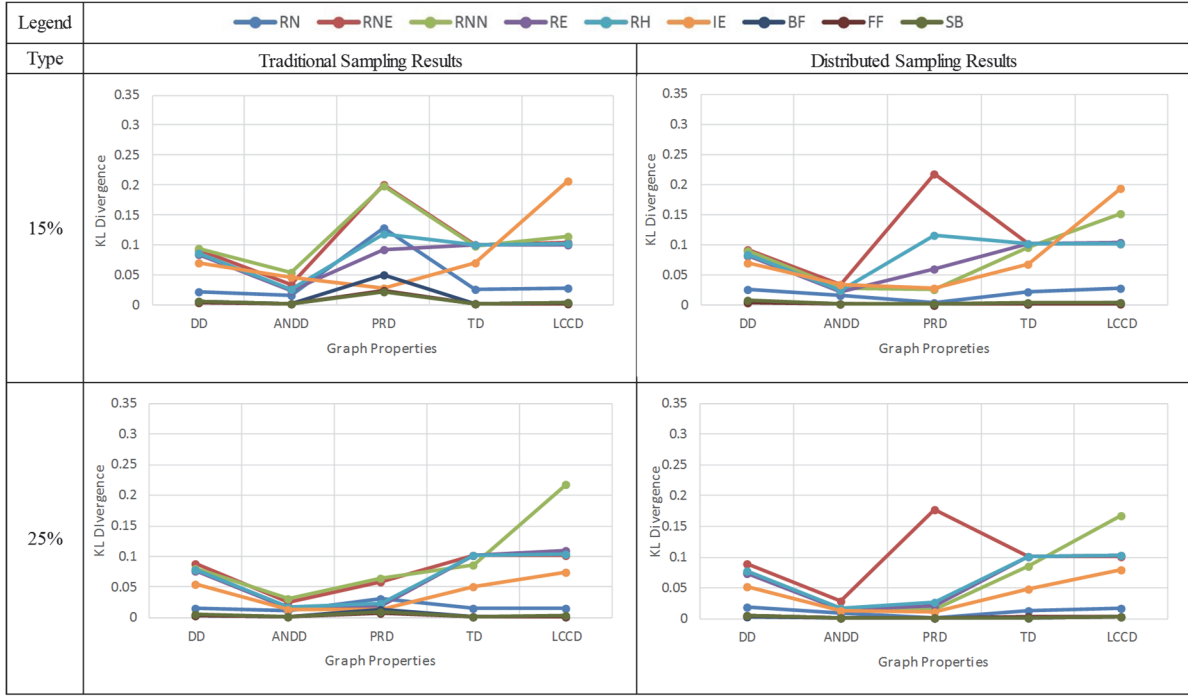 Legend
RN RNE RNN RE RH IE BF FF SB
Type
Traditional Sampling Results
Distributed Sampling Results
15%
0.35
0.3
0.25
0.2
0.15
0.1
0.05
0
KL Divergence
DD ANDD PRD TD LCCD
Graph Properties
0.35
0.3
0.25
0.2
0.15
0.1
0.05
0
KL Divergence
DD ANDD PRD TD LCCD
Graph Propreties
25%
0.35
0.3
0.25
0.2
0.15
0.1
0.05
0
KL DIvergence
DD ANDD PRD TD LCCD
Graph Properties
0.35
0.3
0.25
0.2
0.15
0.1
0.05
0
KL Divergence
DD ANDD PRD TD LCCD
Graph Properties